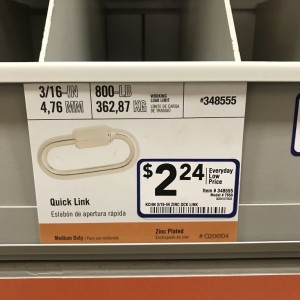 3/16-IN 800-LB WORKING LOAD LIMIT #348555
4,76 MM 362,87 KG LÍMITE DE CARGA DE TRABAJO
$2.24 Everyday Low Price
Item # 348555
KCHN 3/16-IN ZINC QCK LINK
Quick Link
Eslabón de apertura rápida
Medium Duty Zinc Plated